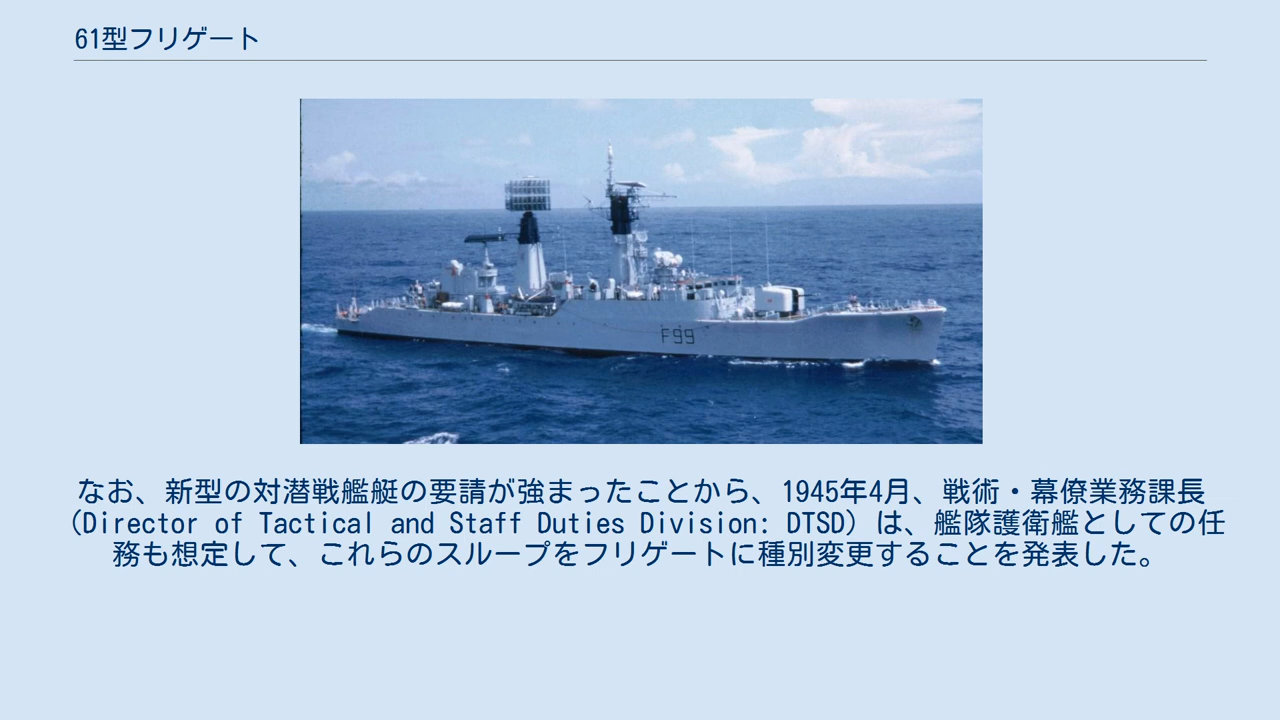 61型フリゲート
F99
なお、新型の対潜戦艦艇の要請が強まったことから、1945年4月、戦術・幕僚業務課長
(Director of Tactical and Staff Duties Division: DTSD) は、艦隊護衛艦としての任
務も想定して、これらのスループをフリゲートに種別変更することを発表した。